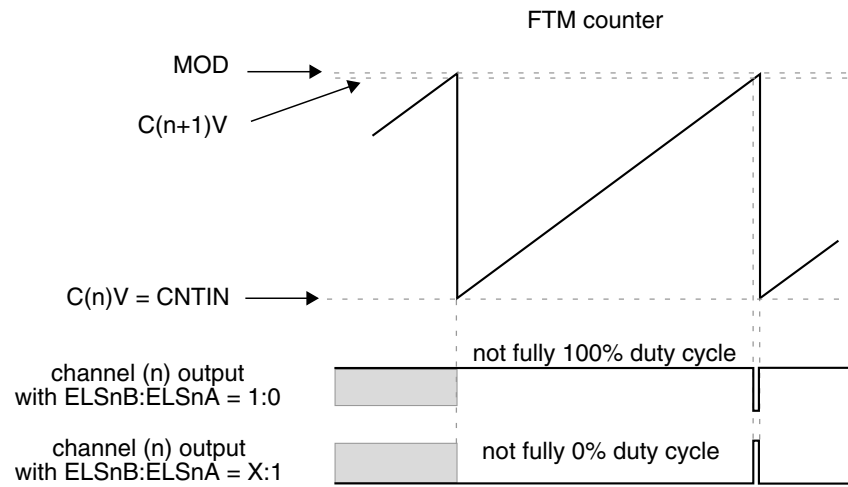 FTM counter
MOD
C(n+1)V
C(n)V = CNTIN
not fully 100% duty cycle
channel (n) output
with ELSnB:ELSnA = 1:0
channel (n) output
with ELSnB:ELSnA = X:1
not fully 0% duty cycle